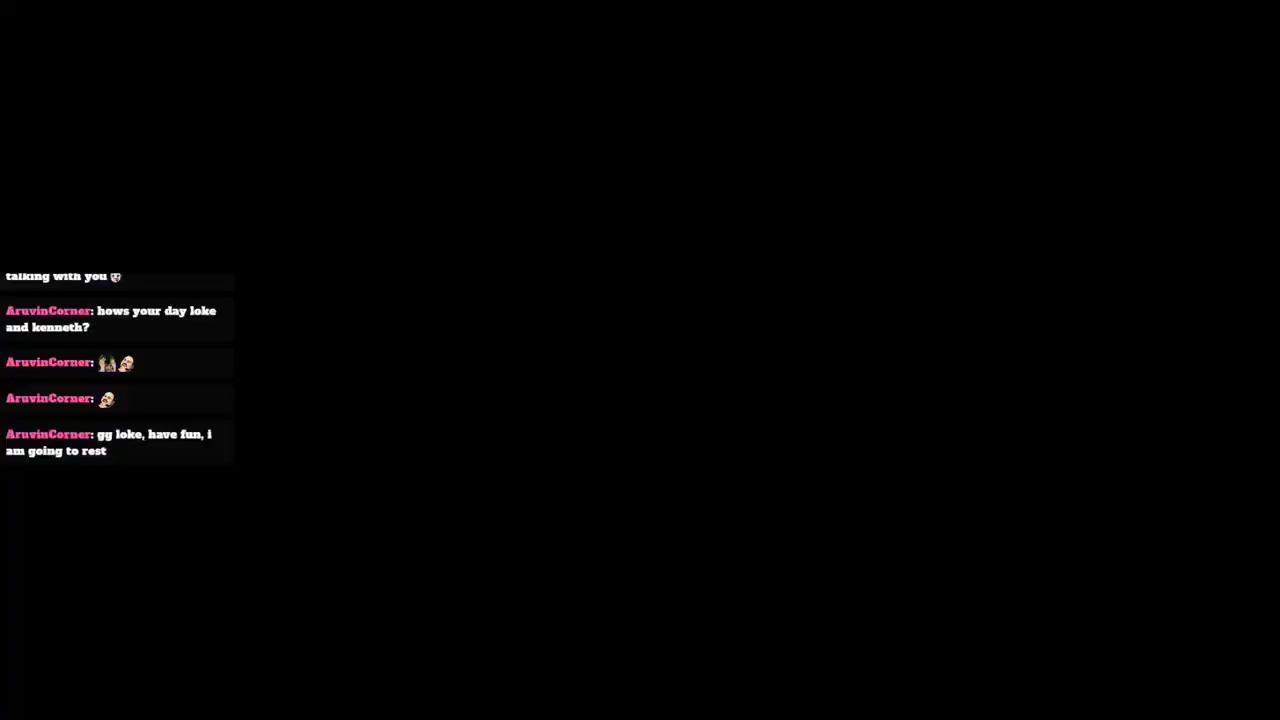 talking with you
AruvinCorner: hows your day loke
and kenneth?
AruvinCorner:
AruvinCorner:
AruvinCorner: gg loke, have fun, i
am going to rest